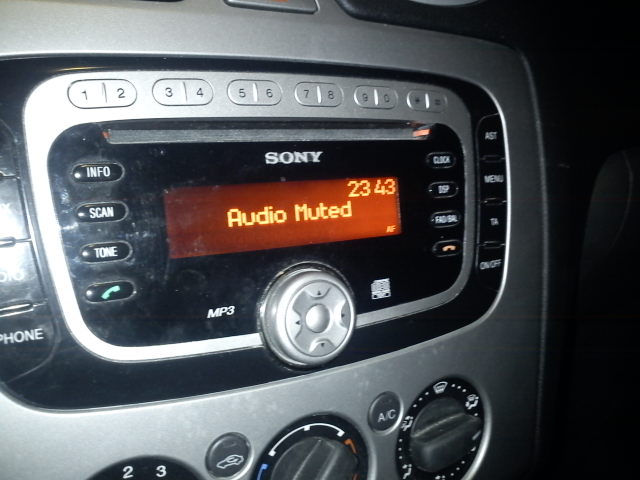 1 2 3 4 5 6 7 8 9 0 * #
SONY
INFO
SCAN
TONE
23 43
Audio Muted
AF
CLOCK
DSP
FAD/BAL
AST
MENU
TA
ON/OFF
MP3
PHONE
A/C
2 3